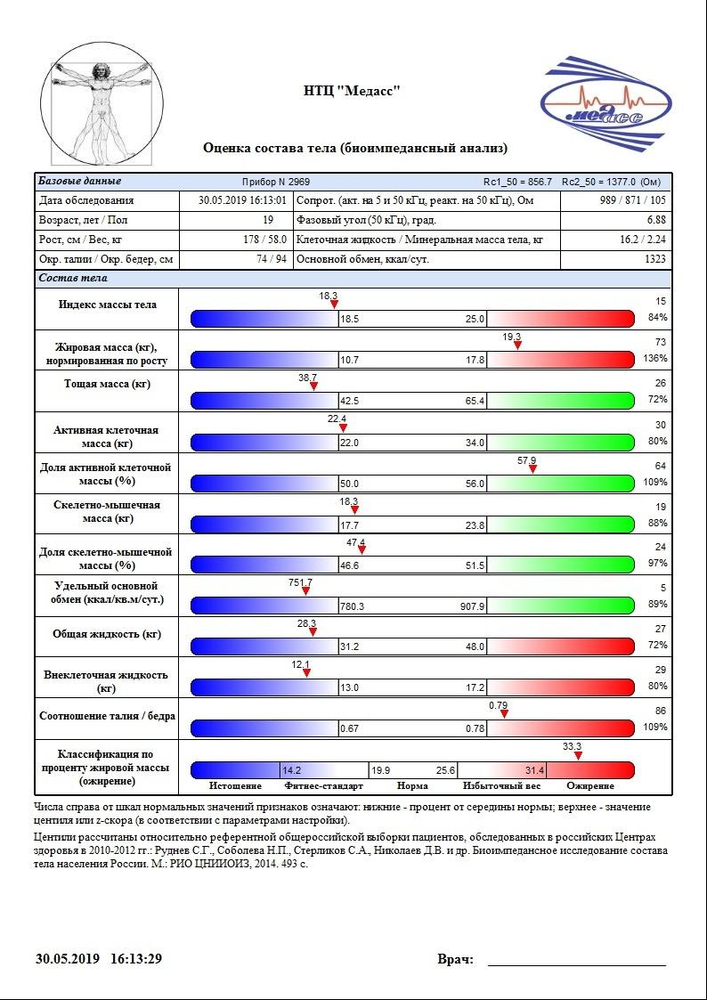 НТЦ "Медасс"
медасс
Оценка состава тела (биоимпедансный анализ)
Базовые данные Прибор N 2969 Rc1_50 = 856.7 Rc2_50 = 1377.0 (Ом)
Дата обследования 30.05.2019 16:13:01 Сопрот. (акт. на 5 и 50 кГц, реакт. на 50 кГц), Ом 989 / 871 / 105
Возраст, лет / Пол 19 Фазовый угол (50 кГц), град. 6.88
Рост, см / Вес, кг 178 / 58.0 Клеточная жидкость / Минеральная масса тела, кг 16.2 / 2.24
Окр. талии / Окр. бедер, см 74 / 94 Основной обмен, ккал/сут. 1323
Состав тела
Индекс массы тела 18.3 18.5 25.0 15
84%
Жировая масса (кг),
нормированная по росту 19.3 10.7 17.8 73
136%
Тощая масса (кг) 38.7 42.5 65.4 26
72%
Активная клеточная
масса (кг) 22.4 22.0 34.0 30
80%
Доля активной клеточной
массы (%) 57.9 50.0 56.0 64
109%
Скелетно-мышечная
масса (кг) 18.3 17.7 23.8 19
88%
Доля скелетно-мышечной
массы (%) 47.4 46.6 51.5 24
97%
Удельный основной
обмен (ккал/кв.м/сут.) 751.7 780.3 907.9 5
89%
Общая жидкость (кг) 28.3 31.2 48.0 27
72%
Внеклеточная жидкость
(кг) 12.1 13.0 17.2 29
80%
Соотношение талия / бедра 0.79 0.67 0.78 86
109%
Классификация по
проценту жировой массы
(ожирение) 33.3 14.2 19.9 25.6 31.4
Истощение Фитнес-стандарт Норма Избыточный вес Ожирение
Числа справа от шкал нормальных значений признаков означают: нижние - процент от середины нормы; верхнее - значение
центиля или z-скора (в соответствии с параметрами настройки).
Центили рассчитаны относительно референтной общероссийской выборки пациентов, обследованных в российских Центрах
здоровья в 2010-2012 гг.: Руднев С.Г., Соболева Н.П., Стерликов С.А., Николаев Д.В. и др. Биоимпедансное исследование состава
тела населения России. М.: РИО ЦНИИОИЗ, 2014. 493 с.
30.05.2019 16:13:29 Врач: